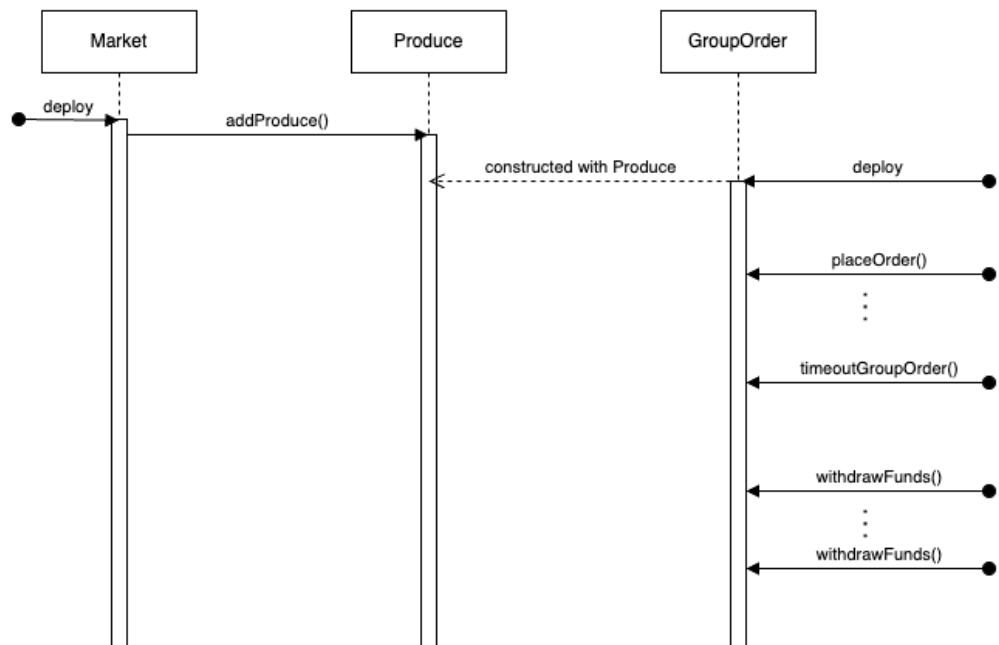 Market
Produce
GroupOrder
deploy
addProduce()
constructed with Produce
deploy
placeOrder()
timeoutGroupOrder()
withdrawFunds()
withdrawFunds()